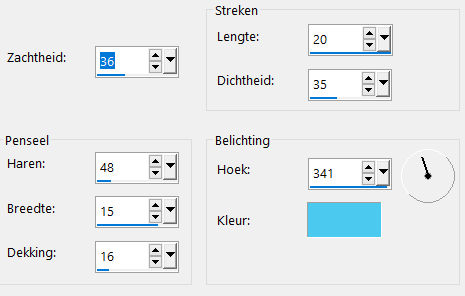 Zachtheid: 36
Streken
Lengte: 20
Dichtheid: 35
Penseel
Haren: 48
Breedte: 15
Dekking: 16
Belichting
Hoek: 341
Kleur: